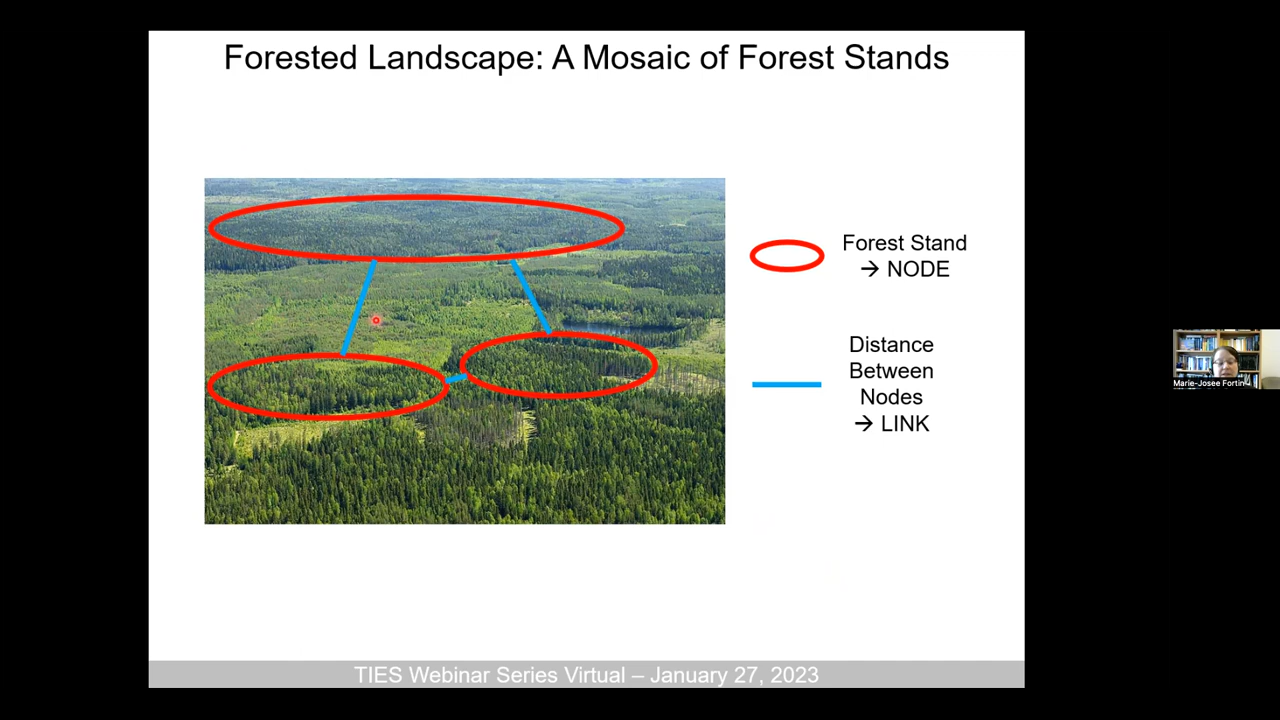 Forested Landscape: A Mosaic of Forest Stands
Forest Stand
→ NODE
Distance
Between
Nodes
→ LINK
Marie-Josee Fortin
TIES Webinar Series Virtual – January 27, 2023